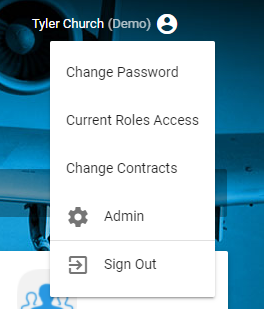 Tyler Church (Demo)
Change Password
Current Roles Access
Change Contracts
Admin
Sign Out